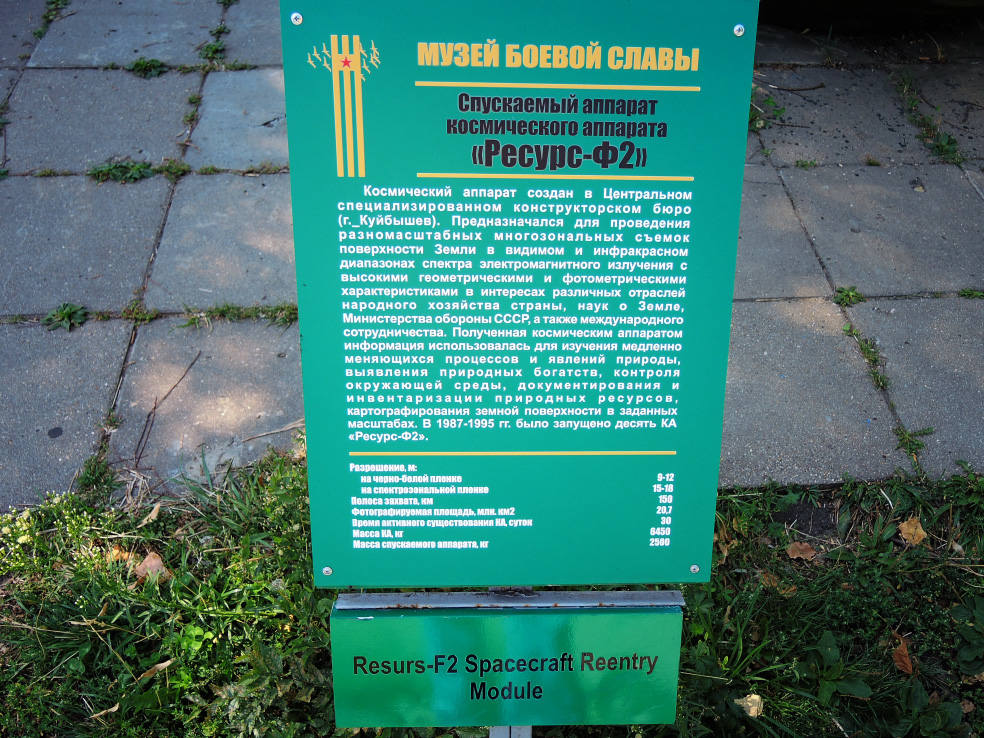 МУЗЕЙ БОЕВОЙ СЛАВЫ
Спускаемый аппарат
космического аппарата
«Ресурс-Ф2»
Космический аппарат создан в Центральном
специализированном конструкторском бюро
(г._Куйбышев). Предназначался для проведения
разномасштабных многозональных съемок
поверхности Земли в видимом и инфракрасном
диапазонах спектра электромагнитного излучения с
высокими геометрическими и фотометрическими
характеристиками в интересах различных отраслей
народного хозяйства страны, наук о Земле,
Министерства обороны СССР, а также международного
сотрудничества. Полученная космическим аппаратом
информация использовалась для изучения медленно
меняющихся процессов и явлений природы,
выявления природных богатств, контроля
окружающей среды, документирования и
инвентаризации природных ресурсов,
картографирования земной поверхности в заданных
масштабах. В 1987-1995 гг. было запущено десять КА
«Ресурс-Ф2».
Разрешение, м:
на черно-белой пленке 9-12
на спектрозональной пленке 15-18
Полоса захвата, км 150
Фотографируемая площадь, млн. км2 20,7
Время активного существования КА, суток 30
Масса КА, кг 6450
Масса спускаемого аппарата, кг 2500
Resurs-F2 Spacecraft Reentry
Module